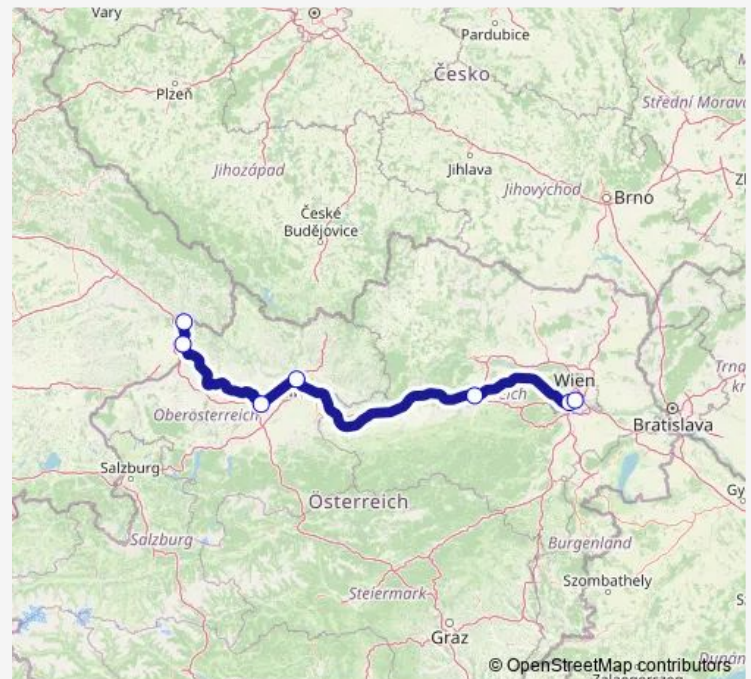 Vary
Pardubice
Česko
Plzeň
Střední Morava
Jihozápad
Jihlava
Jihovýchod
Brno
České
Budějovice
Wien
Oberösterreich
Bratislava
Salzburg
Österreich
Salzburg
Burgenland
Szombathely
Steiermark
Graz
© OpenStreetMap contributors